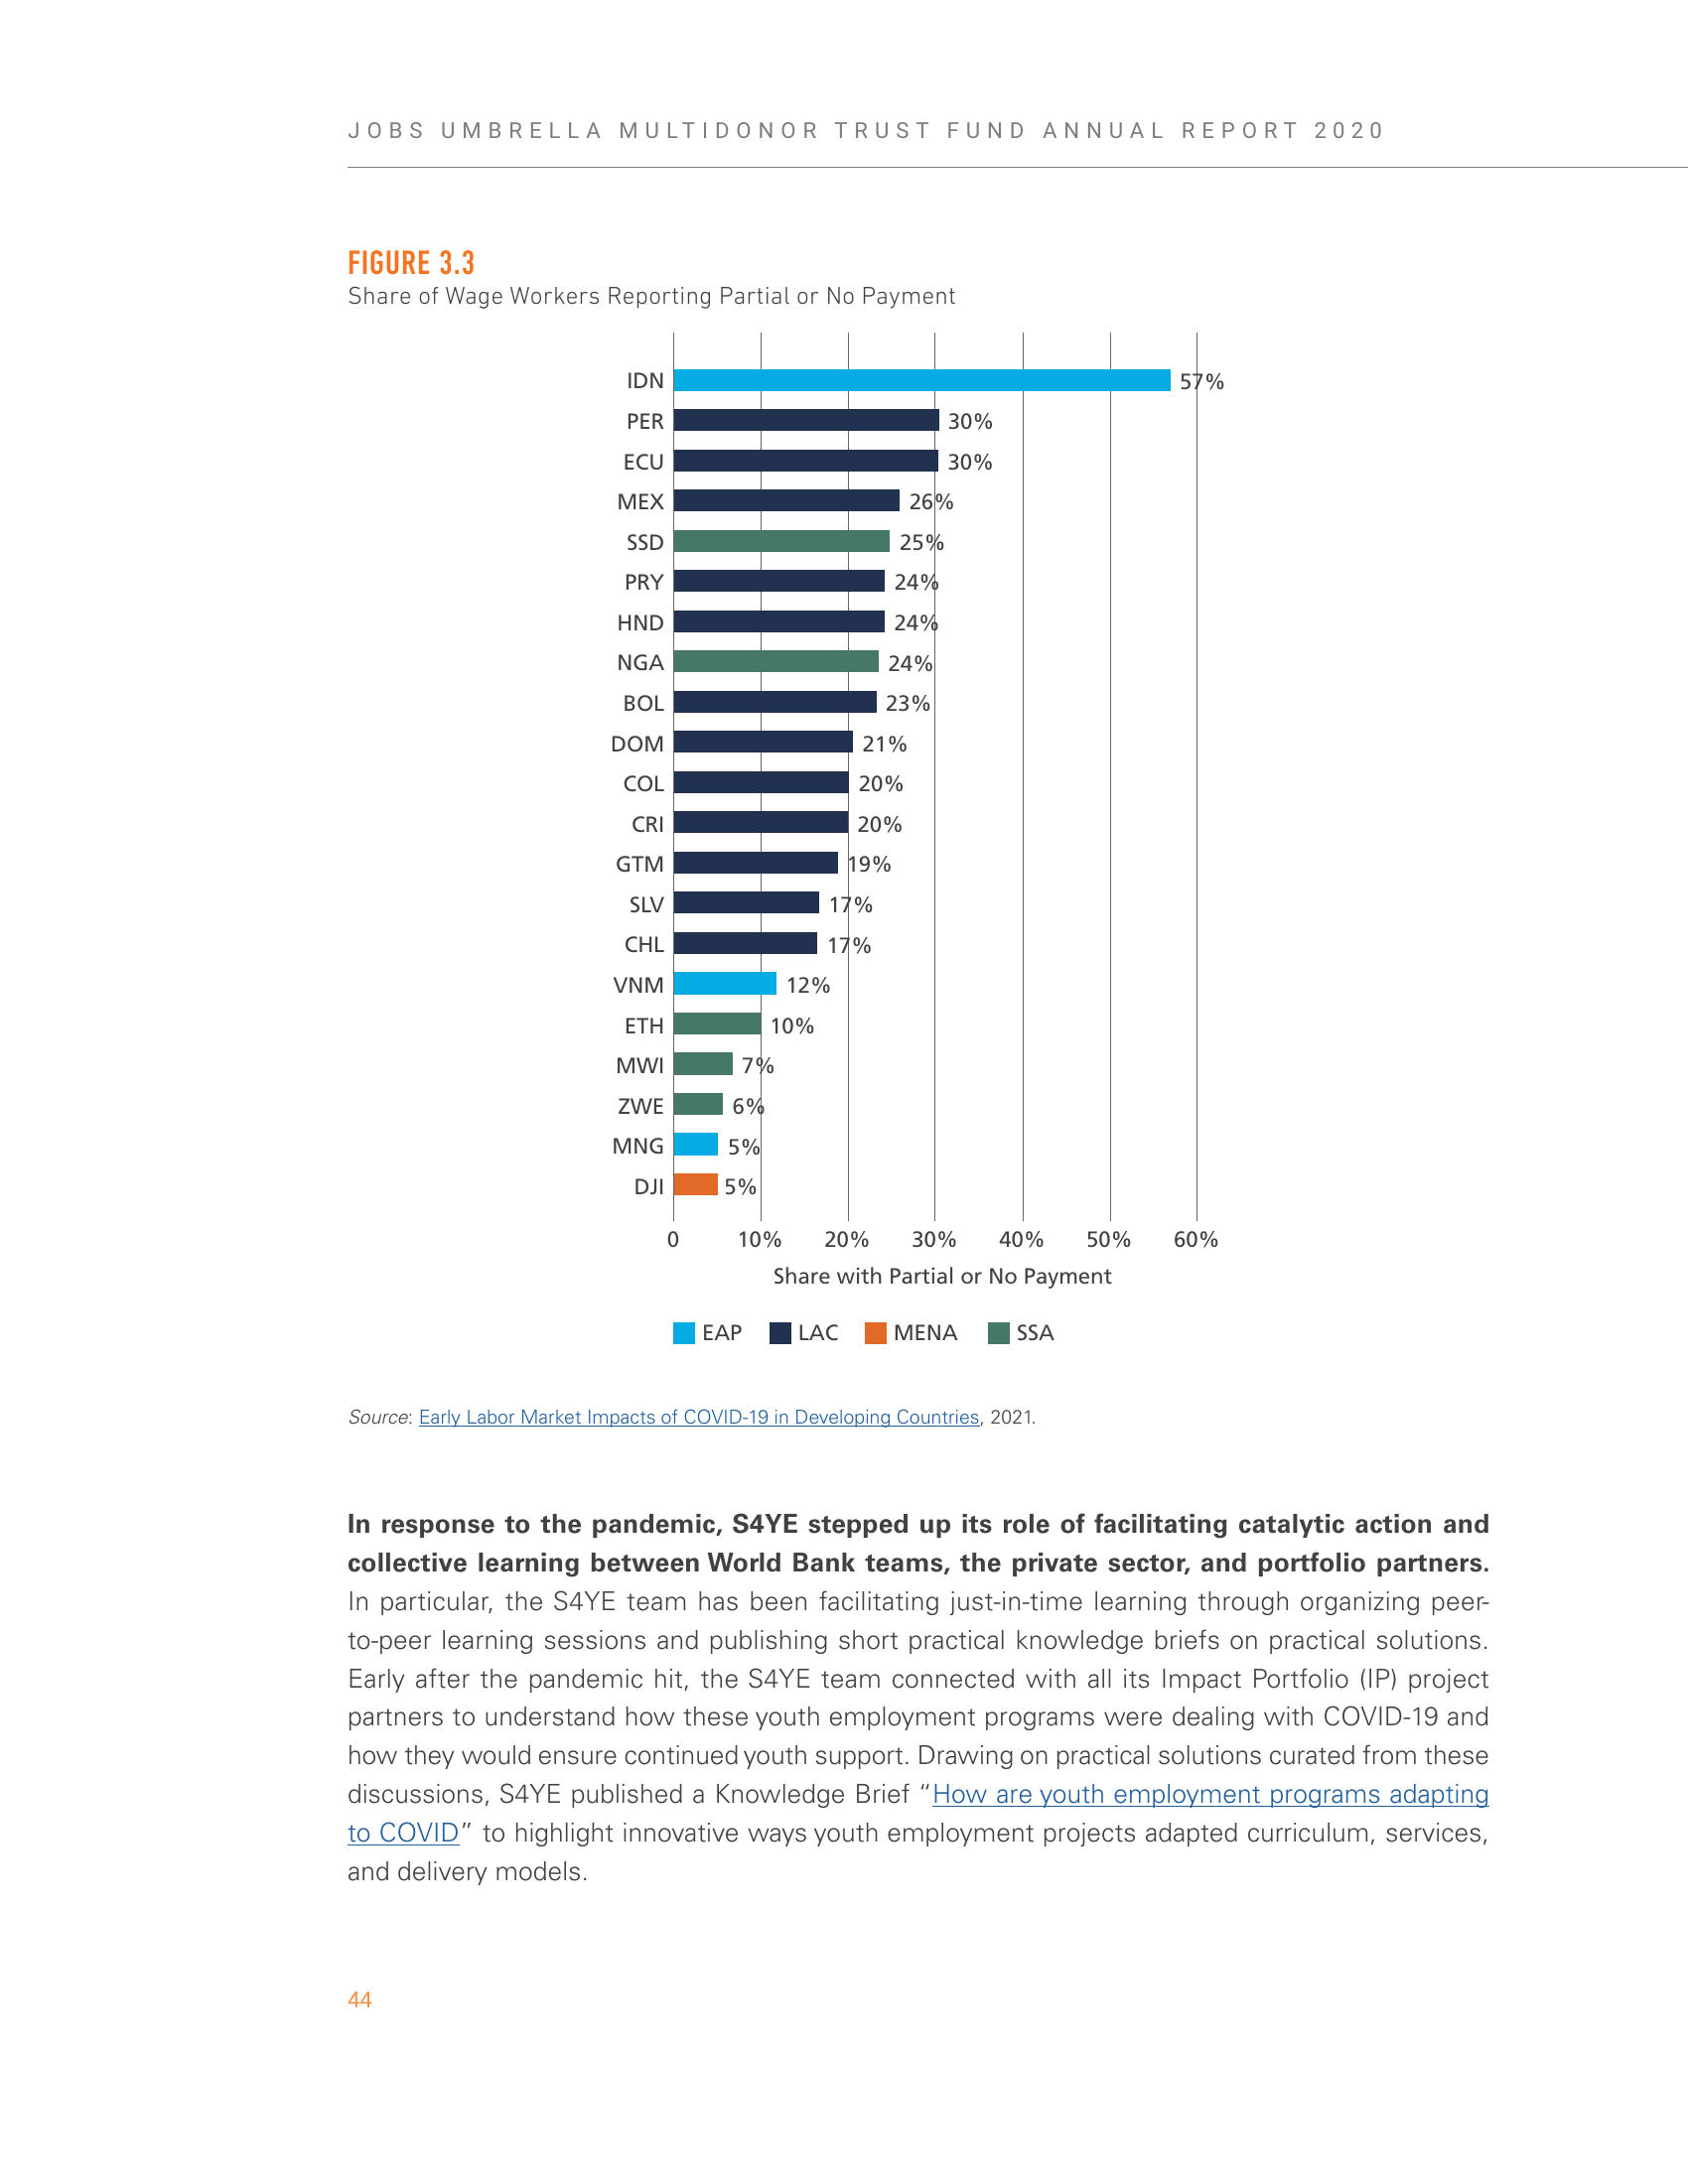 JOBS UMBRELLA MULTIDONOR TRUST FUND ANNUAL REPORT 2020
FIGURE 3.3
Share of Wage Workers Reporting Partial or No Payment
IDN 57%
PER 30%
ECU 30%
MEX 26%
SSD 25%
PRY 24%
HND 24%
NGA 24%
BOL 23%
DOM 21%
COL 20%
CRI 20%
GTM 19%
SLV 17%
CHL 17%
VNM 12%
ETH 10%
MWI 7%
ZWE 6%
MNG 5%
DJI 5%
0 10% 20% 30% 40% 50% 60%
Share with Partial or No Payment
EAP LAC MENA SSA
Source: Early Labor Market Impacts of COVID-19 in Developing Countries, 2021.
In response to the pandemic, S4YE stepped up its role of facilitating catalytic action and
collective learning between World Bank teams, the private sector, and portfolio partners.
In particular, the S4YE team has been facilitating just-in-time learning through organizing peer-
to-peer learning sessions and publishing short practical knowledge briefs on practical solutions.
Early after the pandemic hit, the S4YE team connected with all its Impact Portfolio (IP) project
partners to understand how these youth employment programs were dealing with COVID-19 and
how they would ensure continued youth support. Drawing on practical solutions curated from these
discussions, S4YE published a Knowledge Brief “How are youth employment programs adapting
to COVID” to highlight innovative ways youth employment projects adapted curriculum, services,
and delivery models.
44